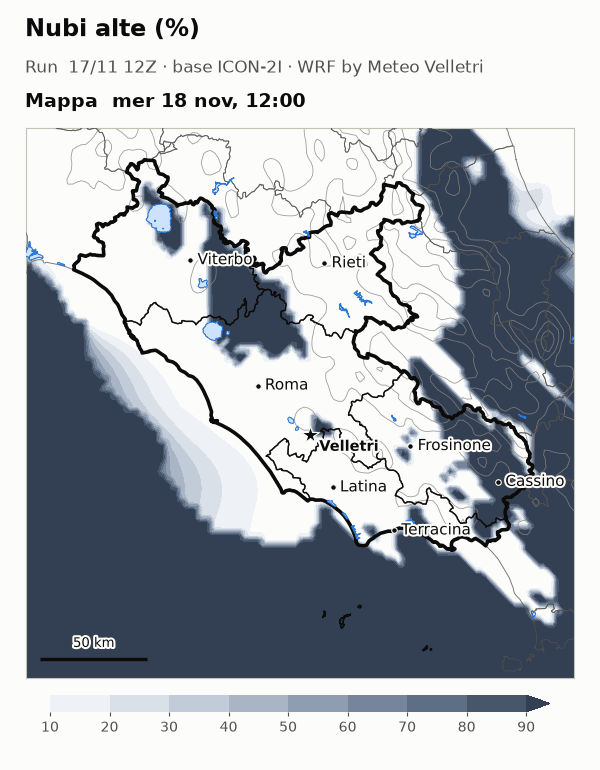 Nubi alte (%)
Run  17/11 12Z · base ICON-2I · WRF by Meteo Velletri
Mappa  mer 18 nov, 12:00
Viterbo
Rieti
Roma
Velletri
Frosinone
Cassino
Latina
Terracina
50 km
10 20 30 40 50 60 70 80 90